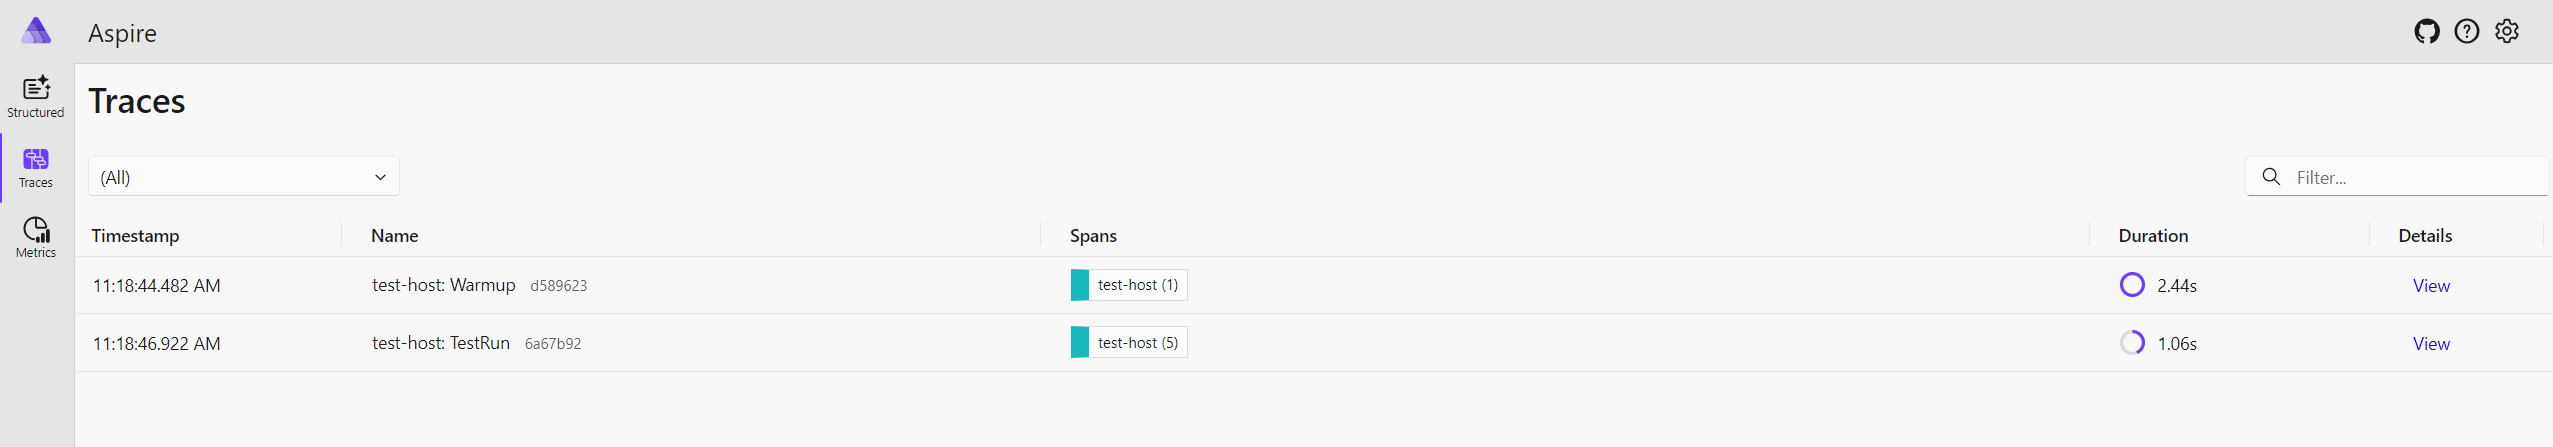 Aspire
Structured
Traces
Metrics
Traces
(All)
Filter...
Timestamp Name Spans Duration Details
11:18:44.482 AM test-host: Warmup d589623 test-host (1) 2.44s View
11:18:46.922 AM test-host: TestRun 6a67b92 test-host (5) 1.06s View